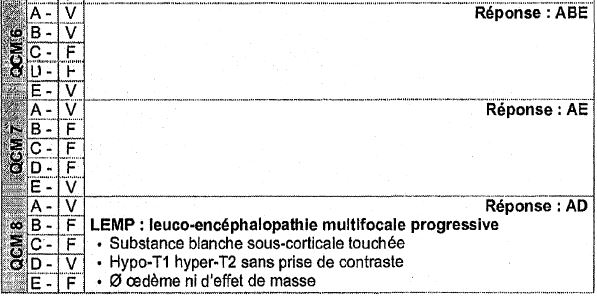 QCM 6
A - V Réponse : ABE
B - V
C - F
D - F
E - V
QCM 7
A - V Réponse : AE
B - F
C - F
D - F
E - V
QCM 8
A - V Réponse : AD
B - F LEMP : leuco-encéphalopathie multifocale progressive
C - F • Substance blanche sous-corticale touchée
D - V • Hypo-T1 hyper-T2 sans prise de contraste
E - F • Ø œdème ni d'effet de masse